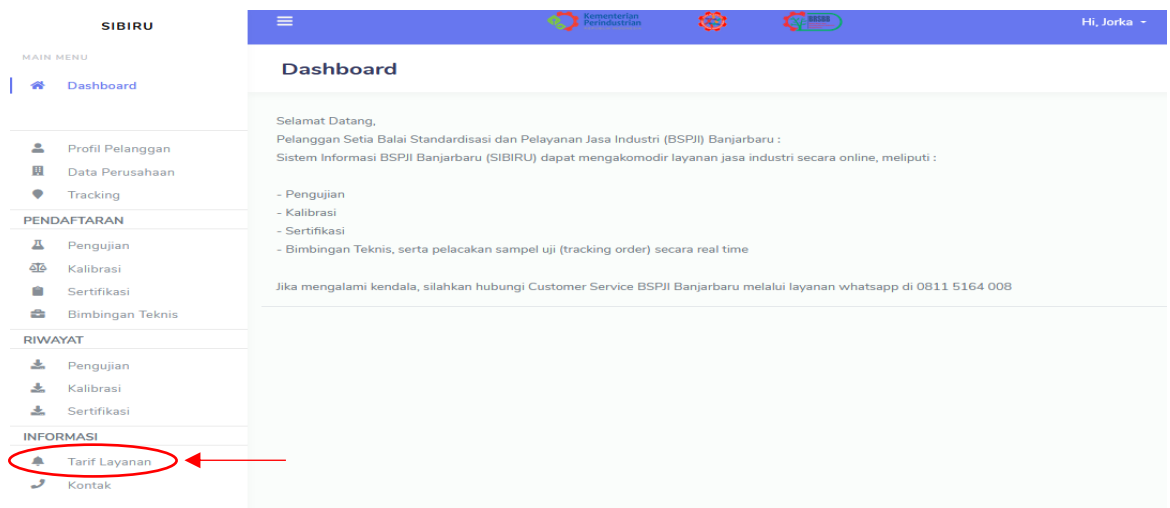 SIBIRU
Kementerian
Perindustrian
Hi, Jorka
MAIN MENU
Dashboard
Profil Pelanggan
Data Perusahaan
Tracking
PENDAFTARAN
Pengujian
Kalibrasi
Sertifikasi
Bimbingan Teknis
RIWAYAT
Pengujian
Kalibrasi
Sertifikasi
INFORMASI
Tarif Layanan
Kontak
Dashboard
Selamat Datang,
Pelanggan Setia Balai Standardisasi dan Pelayanan Jasa Industri (BSPJI) Banjarbaru :
Sistem Informasi BSPJI Banjarbaru (SIBIRU) dapat mengakomodir layanan jasa industri secara online, meliputi :
- Pengujian
- Kalibrasi
- Sertifikasi
- Bimbingan Teknis, serta pelacakan sampel uji (tracking order) secara real time
Jika mengalami kendala, silahkan hubungi Customer Service BSPJI Banjarbaru melalui layanan whatsapp di 0811 5164 008